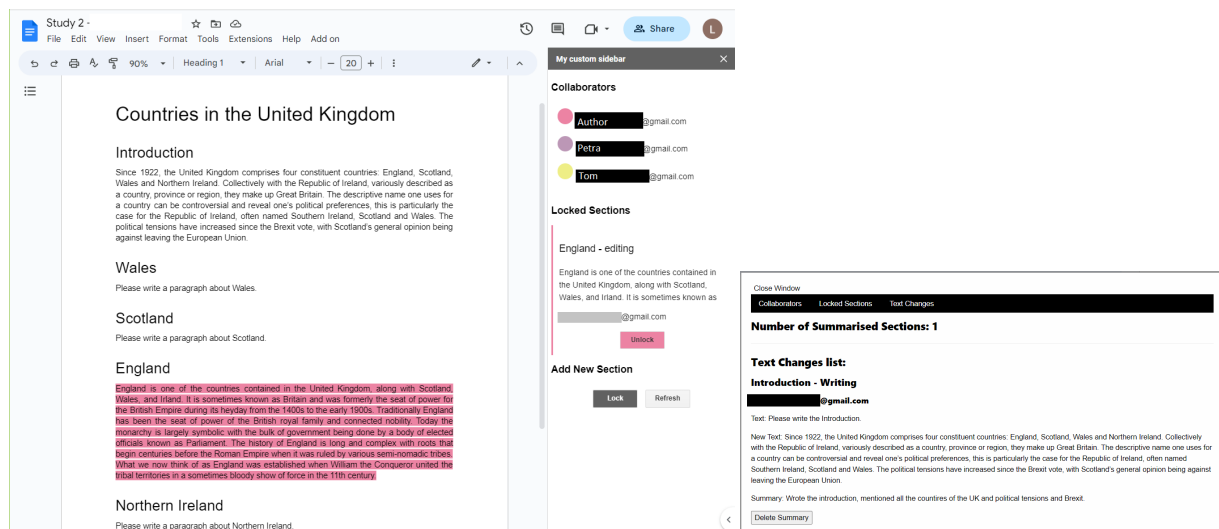 Study 2 -
File Edit View Insert Format Tools Extensions Help Add on
Share
L
90% Heading 1 Arial − 20 +
Countries in the United Kingdom
Introduction
Since 1922, the United Kingdom comprises four constituent countries: England, Scotland,
Wales and Northern Ireland. Collectively with the Republic of Ireland, variously described as
a country, province or region, they make up Great Britain. The descriptive name one uses for
a country can be controversial and reveal one's political preferences, this is particularly the
case for the Republic of Ireland, often named Southern Ireland, Scotland and Wales. The
political tensions have increased since the Brexit vote, with Scotland's general opinion being
against leaving the European Union.
Wales
Please write a paragraph about Wales.
Scotland
Please write a paragraph about Scotland.
England
England is one of the countries contained in the United Kingdom, along with Scotland,
Wales, and Irland. It is sometimes known as Britain and was formerly the seat of power for
the British Empire during its heyday from the 1400s to the early 1900s. Traditionally England
has been the seat of power of the British royal family and connected nobility. Today the
monarchy is largely symbolic with the bulk of government being done by a body of elected
officials known as Parliament. The history of England is long and complex with roots that
begin centuries before the Roman Empire when it was ruled by various semi-nomadic tribes.
What we now think of as England was established when William the Conqueror united the
tribal territories in a sometimes bloody show of force in the 11th century.
Northern Ireland
Please write a paragraph about Northern Ireland.
My custom sidebar
Collaborators
Author @gmail.com
Petra @gmail.com
Tom @gmail.com
Locked Sections
England - editing
England is one of the countries contained in
the United Kingdom, along with Scotland,
Wales, and Irland. It is sometimes known as
@gmail.com
Unlock
Add New Section
Lock Refresh
Close Window
Collaborators Locked Sections Text Changes
Number of Summarised Sections: 1
Text Changes list:
Introduction - Writing
@gmail.com
Text: Please write the Introduction.
New Text: Since 1922, the United Kingdom comprises four constituent countries: England, Scotland, Wales and Northern Ireland. Collectively
with the Republic of Ireland, variously described as a country, province or region, they make up Great Britain. The descriptive name one uses for
a country can be controversial and reveal one's political preferences, this is particularly the case for the Republic of Ireland, often named
Southern Ireland, Scotland and Wales. The political tensions have increased since the Brexit vote, with Scotland's general opinion being against
leaving the European Union.
Summary: Wrote the introduction, mentioned all the countires of the UK and political tensions and Brexit.
Delete Summary